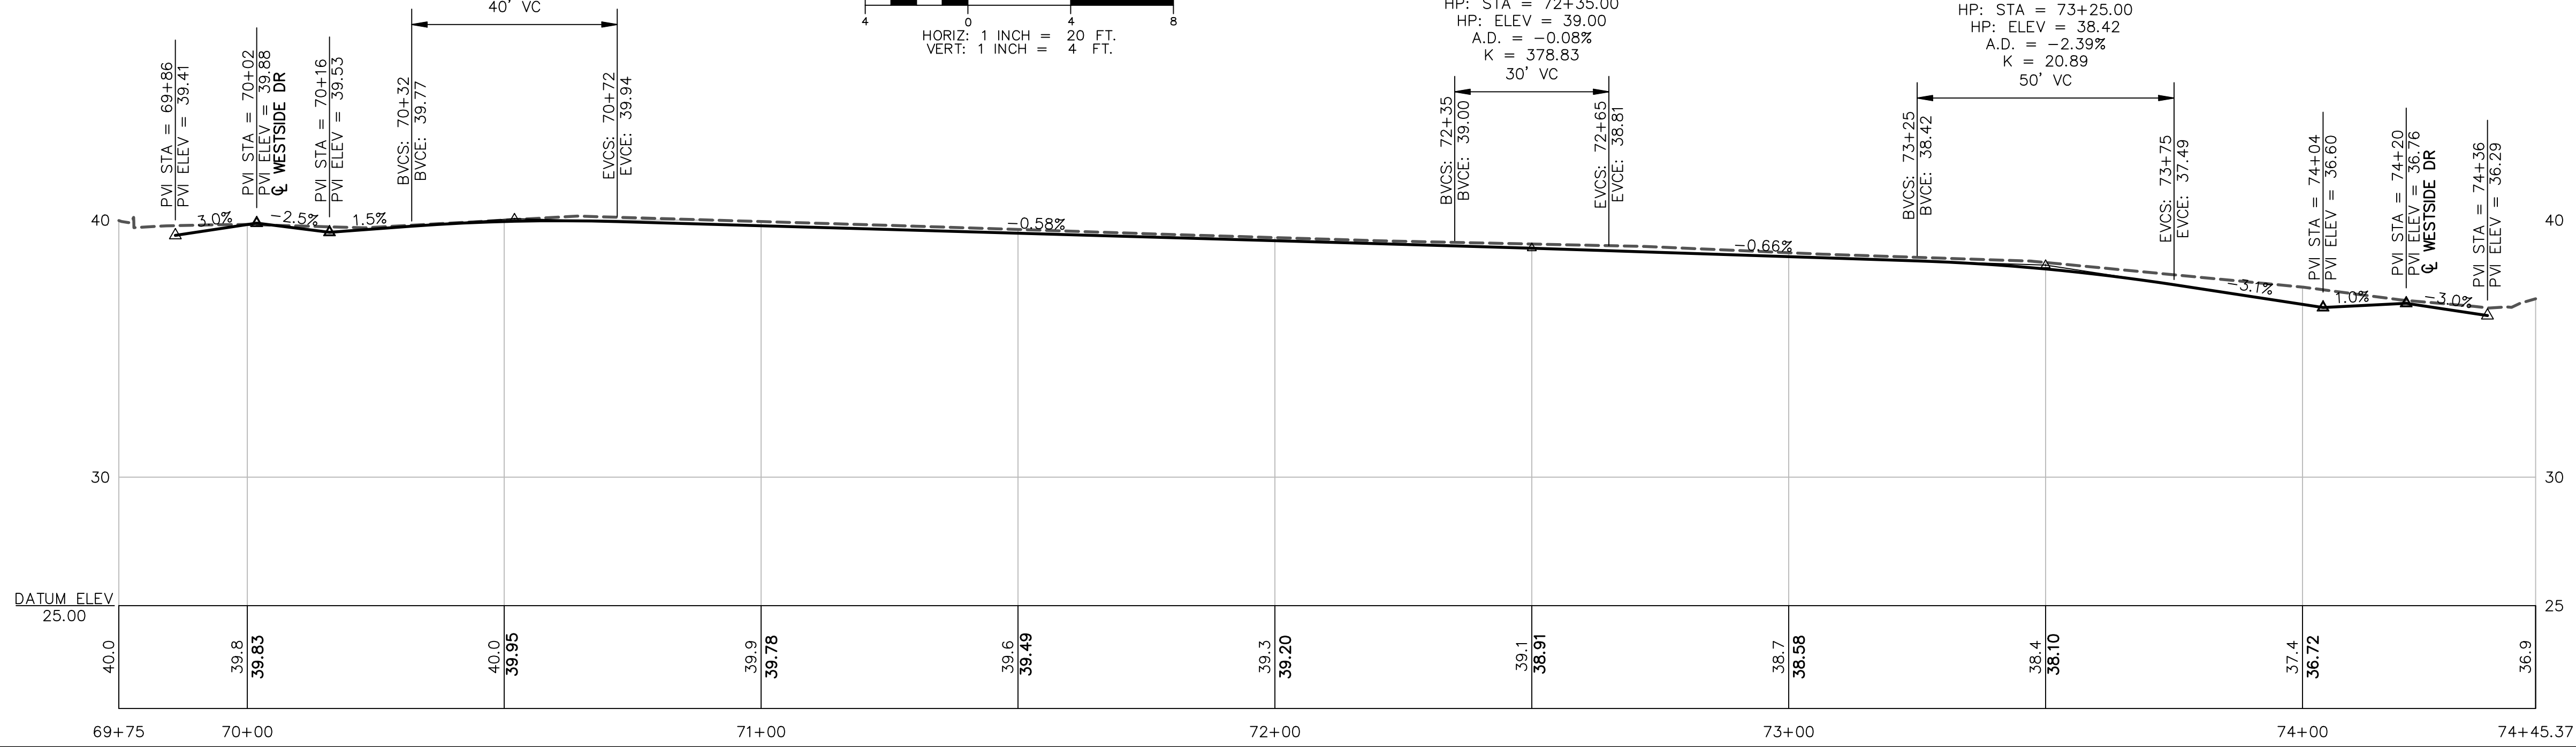 40' VC
4 0 4 8
HORIZ: 1 INCH = 20 FT.
VERT: 1 INCH = 4 FT.
HP: STA = 72+35.00
HP: ELEV = 39.00
A.D. = -0.08%
K = 378.83
30' VC
HP: STA = 73+25.00
HP: ELEV = 38.42
A.D. = -2.39%
K = 20.89
50' VC
PVI STA = 69+86
PVI ELEV = 39.41
PVI STA = 70+02
PVI ELEV = 39.88
℄ WESTSIDE DR
PVI STA = 70+16
PVI ELEV = 39.53
BVCS: 70+32
BVCE: 39.77
EVCS: 70+72
EVCE: 39.94
BVCS: 72+35
BVCE: 39.00
EVCS: 72+65
EVCE: 38.81
BVCS: 73+25
BVCE: 38.42
EVCS: 73+75
EVCE: 37.49
PVI STA = 74+04
PVI ELEV = 36.60
PVI STA = 74+20
PVI ELEV = 36.76
℄ WESTSIDE DR
PVI STA = 74+36
PVI ELEV = 36.29
40 3.0% -2.5% 1.5% -0.58% -0.66% -3.1% 1.0% -3.0% 40
30 30
DATUM ELEV
25.00
25
40.0
39.8
39.83
40.0
39.95
39.9
39.78
39.6
39.49
39.3
39.20
39.1
38.91
38.7
38.58
38.4
38.10
37.4
36.72
36.9
69+75 70+00 71+00 72+00 73+00 74+00 74+45.37